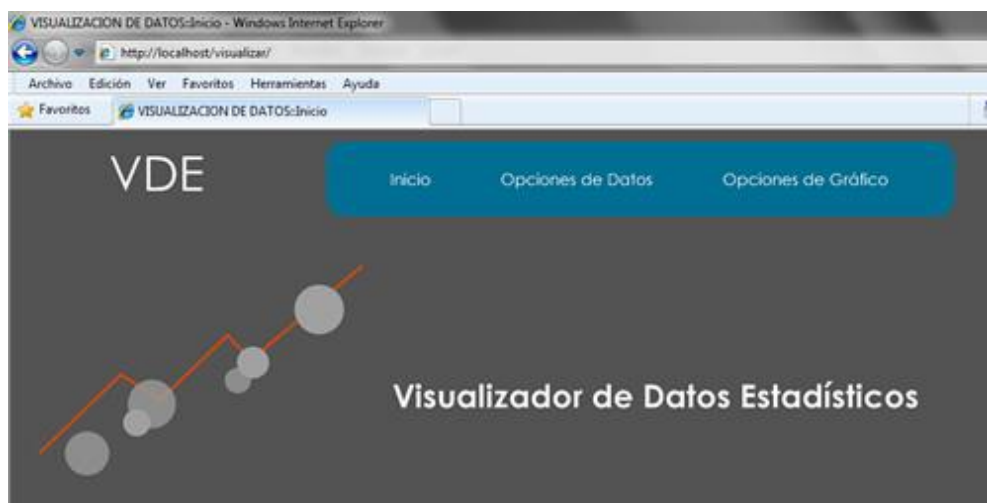 VISUALIZACION DE DATOS::Inicio - Windows Internet Explorer
http://localhost/visualizar/
Archivo Edición Ver Favoritos Herramientas Ayuda
Favoritos VISUALIZACION DE DATOS::Inicio
VDE Inicio Opciones de Datos Opciones de Gráfico
Visualizador de Datos Estadísticos